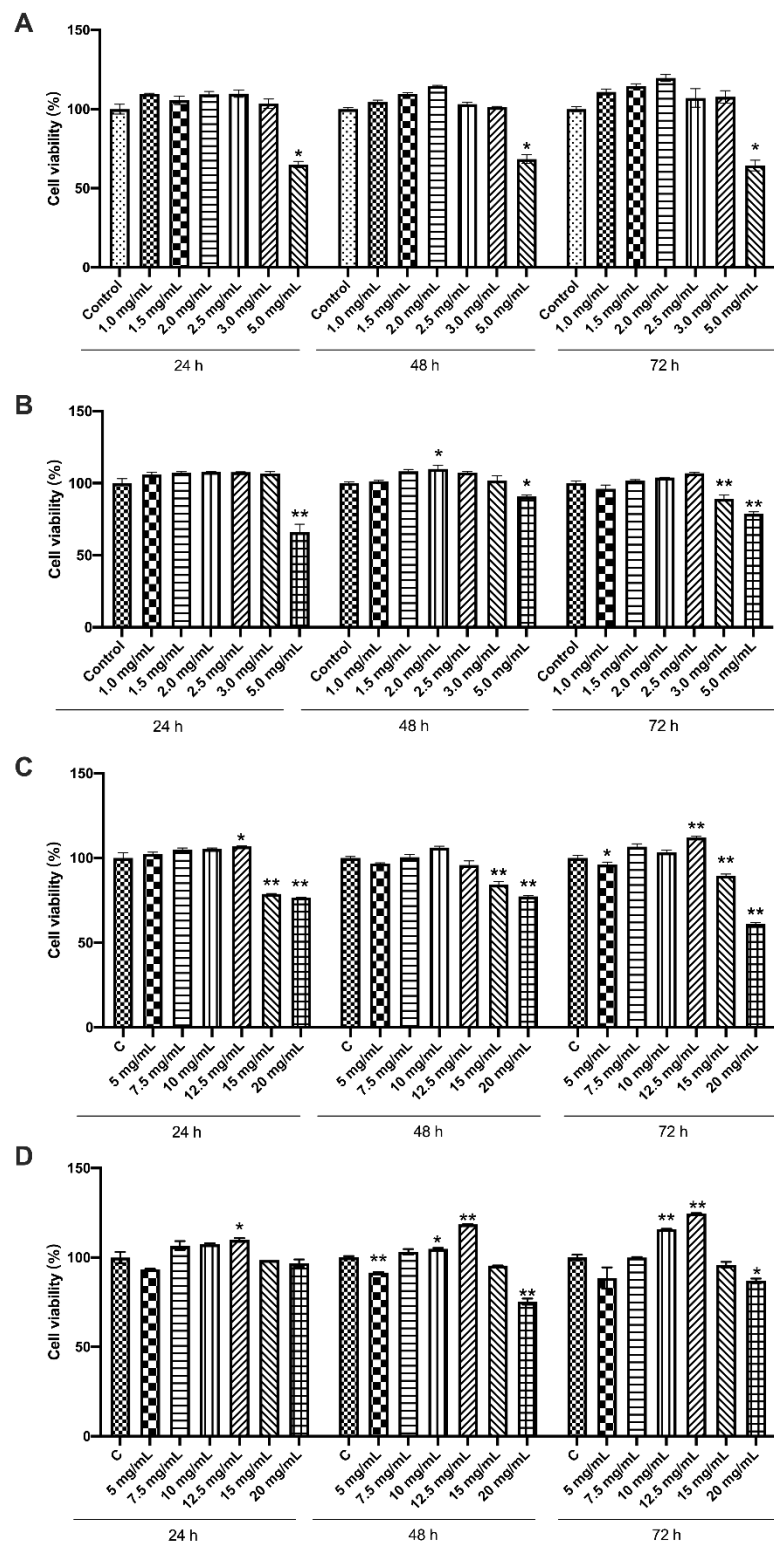 A
Cell viability (%)
150
100
50
0
* * *
Control 1.0 mg/mL 1.5 mg/mL 2.0 mg/mL 2.5 mg/mL 3.0 mg/mL 5.0 mg/mL Control 1.0 mg/mL 1.5 mg/mL 2.0 mg/mL 2.5 mg/mL 3.0 mg/mL 5.0 mg/mL Control 1.0 mg/mL 1.5 mg/mL 2.0 mg/mL 2.5 mg/mL 3.0 mg/mL 5.0 mg/mL
24 h 48 h 72 h
B
Cell viability (%)
150
100
50
0
** * * ** **
Control 1.0 mg/mL 1.5 mg/mL 2.0 mg/mL 2.5 mg/mL 3.0 mg/mL 5.0 mg/mL Control 1.0 mg/mL 1.5 mg/mL 2.0 mg/mL 2.5 mg/mL 3.0 mg/mL 5.0 mg/mL Control 1.0 mg/mL 1.5 mg/mL 2.0 mg/mL 2.5 mg/mL 3.0 mg/mL 5.0 mg/mL
24 h 48 h 72 h
C
Cell viability (%)
150
100
50
0
* ** ** ** ** * ** ** **
C 5 mg/mL 7.5 mg/mL 10 mg/mL 12.5 mg/mL 15 mg/mL 20 mg/mL C 5 mg/mL 7.5 mg/mL 10 mg/mL 12.5 mg/mL 15 mg/mL 20 mg/mL C 5 mg/mL 7.5 mg/mL 10 mg/mL 12.5 mg/mL 15 mg/mL 20 mg/mL
24 h 48 h 72 h
D
Cell viability (%)
150
100
50
0
* ** * ** ** ** ** *
C 5 mg/mL 7.5 mg/mL 10 mg/mL 12.5 mg/mL 15 mg/mL 20 mg/mL C 5 mg/mL 7.5 mg/mL 10 mg/mL 12.5 mg/mL 15 mg/mL 20 mg/mL C 5 mg/mL 7.5 mg/mL 10 mg/mL 12.5 mg/mL 15 mg/mL 20 mg/mL
24 h 48 h 72 h